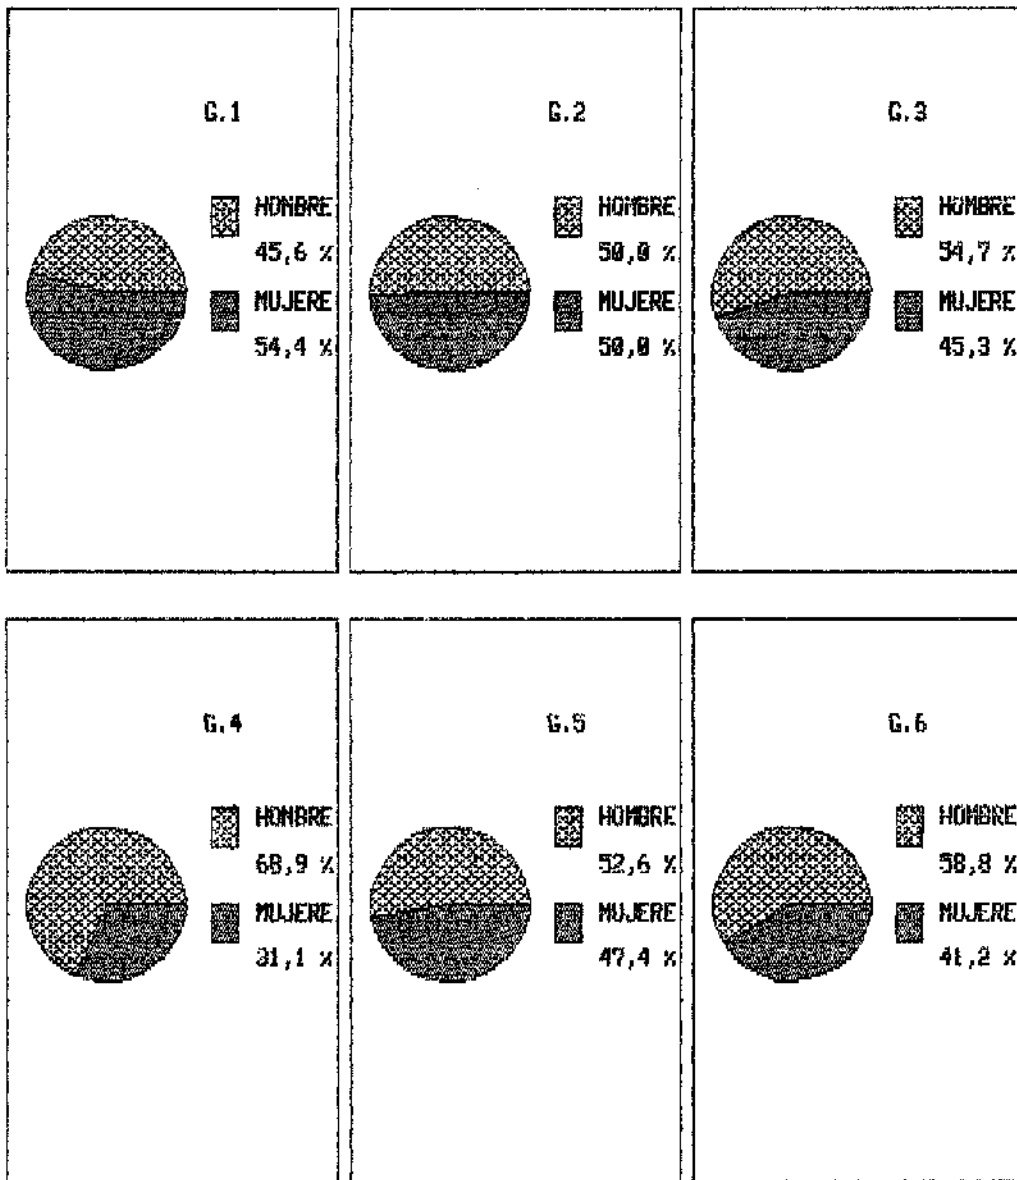 G.1
HOMBRE
45,6 %
MUJERE
54,4 %
G.2
HOMBRE
50,0 %
MUJERE
50,0 %
G.3
HOMBRE
54,7 %
MUJERE
45,3 %
G.4
HOMBRE
68,9 %
MUJERE
31,1 %
G.5
HOMBRE
52,6 %
MUJERE
47,4 %
G.6
HOMBRE
58,8 %
MUJERE
41,2 %